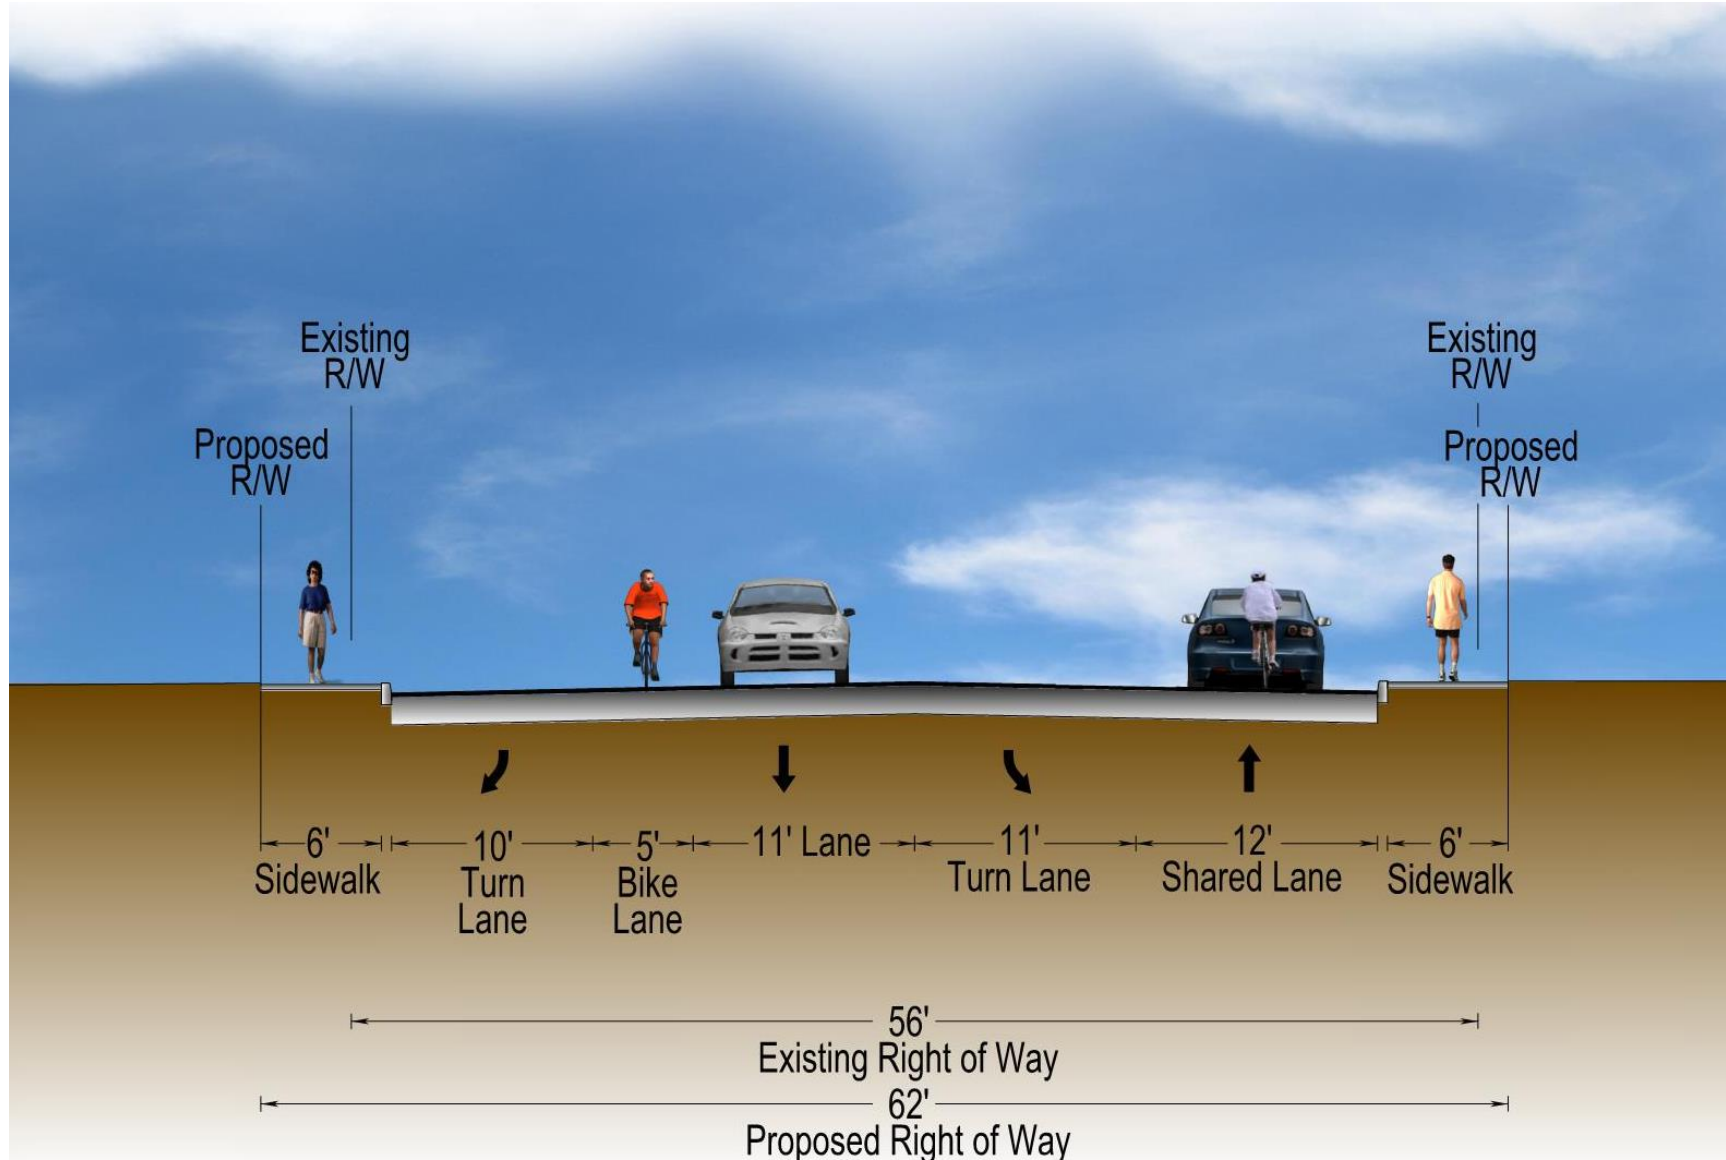 Existing
R/W
Existing
R/W
Proposed
R/W
Proposed
R/W
6'
Sidewalk
10'
Turn
Lane
5'
Bike
Lane
11' Lane
11'
Turn Lane
12'
Shared Lane
6'
Sidewalk
56'
Existing Right of Way
62'
Proposed Right of Way